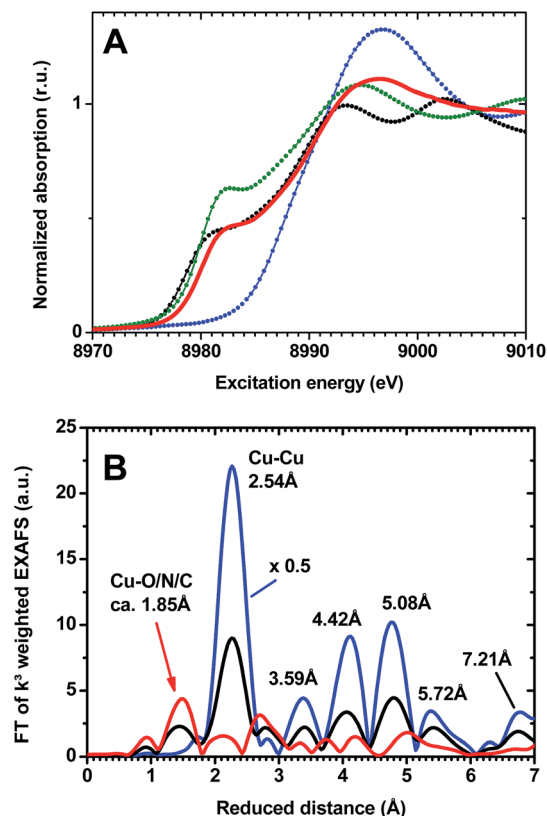 A
Normalized absorption (r.u.)
1
0
8970
8980
8990
9000
9010
Excitation energy (eV)
B
FT of k³ weighted EXAFS (a.u.)
25
20
15
10
5
0
Cu-Cu
2.54Å
x 0.5
Cu-O/N/C
ca. 1.85Å
3.59Å
4.42Å
5.08Å
5.72Å
7.21Å
0
1
2
3
4
5
6
7
Reduced distance (Å)